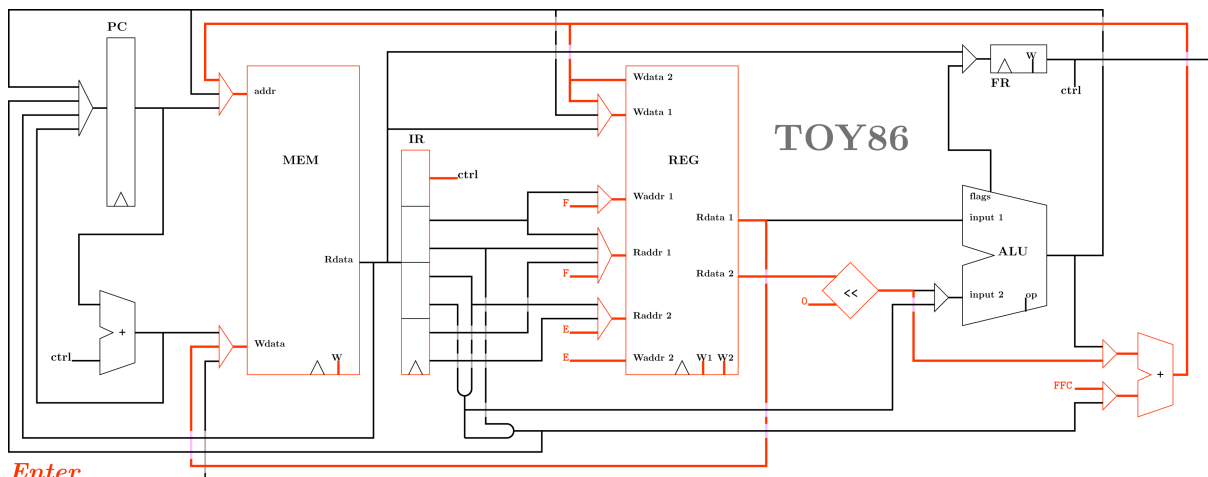 PC
addr
MEM
Rdata
Wdata
W
ctrl
+
IR
ctrl
Wdata 2
Wdata 1
REG
TOY86
F
Waddr 1
Rdata 1
Raddr 1
F
Rdata 2
Raddr 2
E
Waddr 2
E
W1 W2
<<
0
W
FR
ctrl
flags
input 1
ALU
input 2
op
FFC
+
Enter